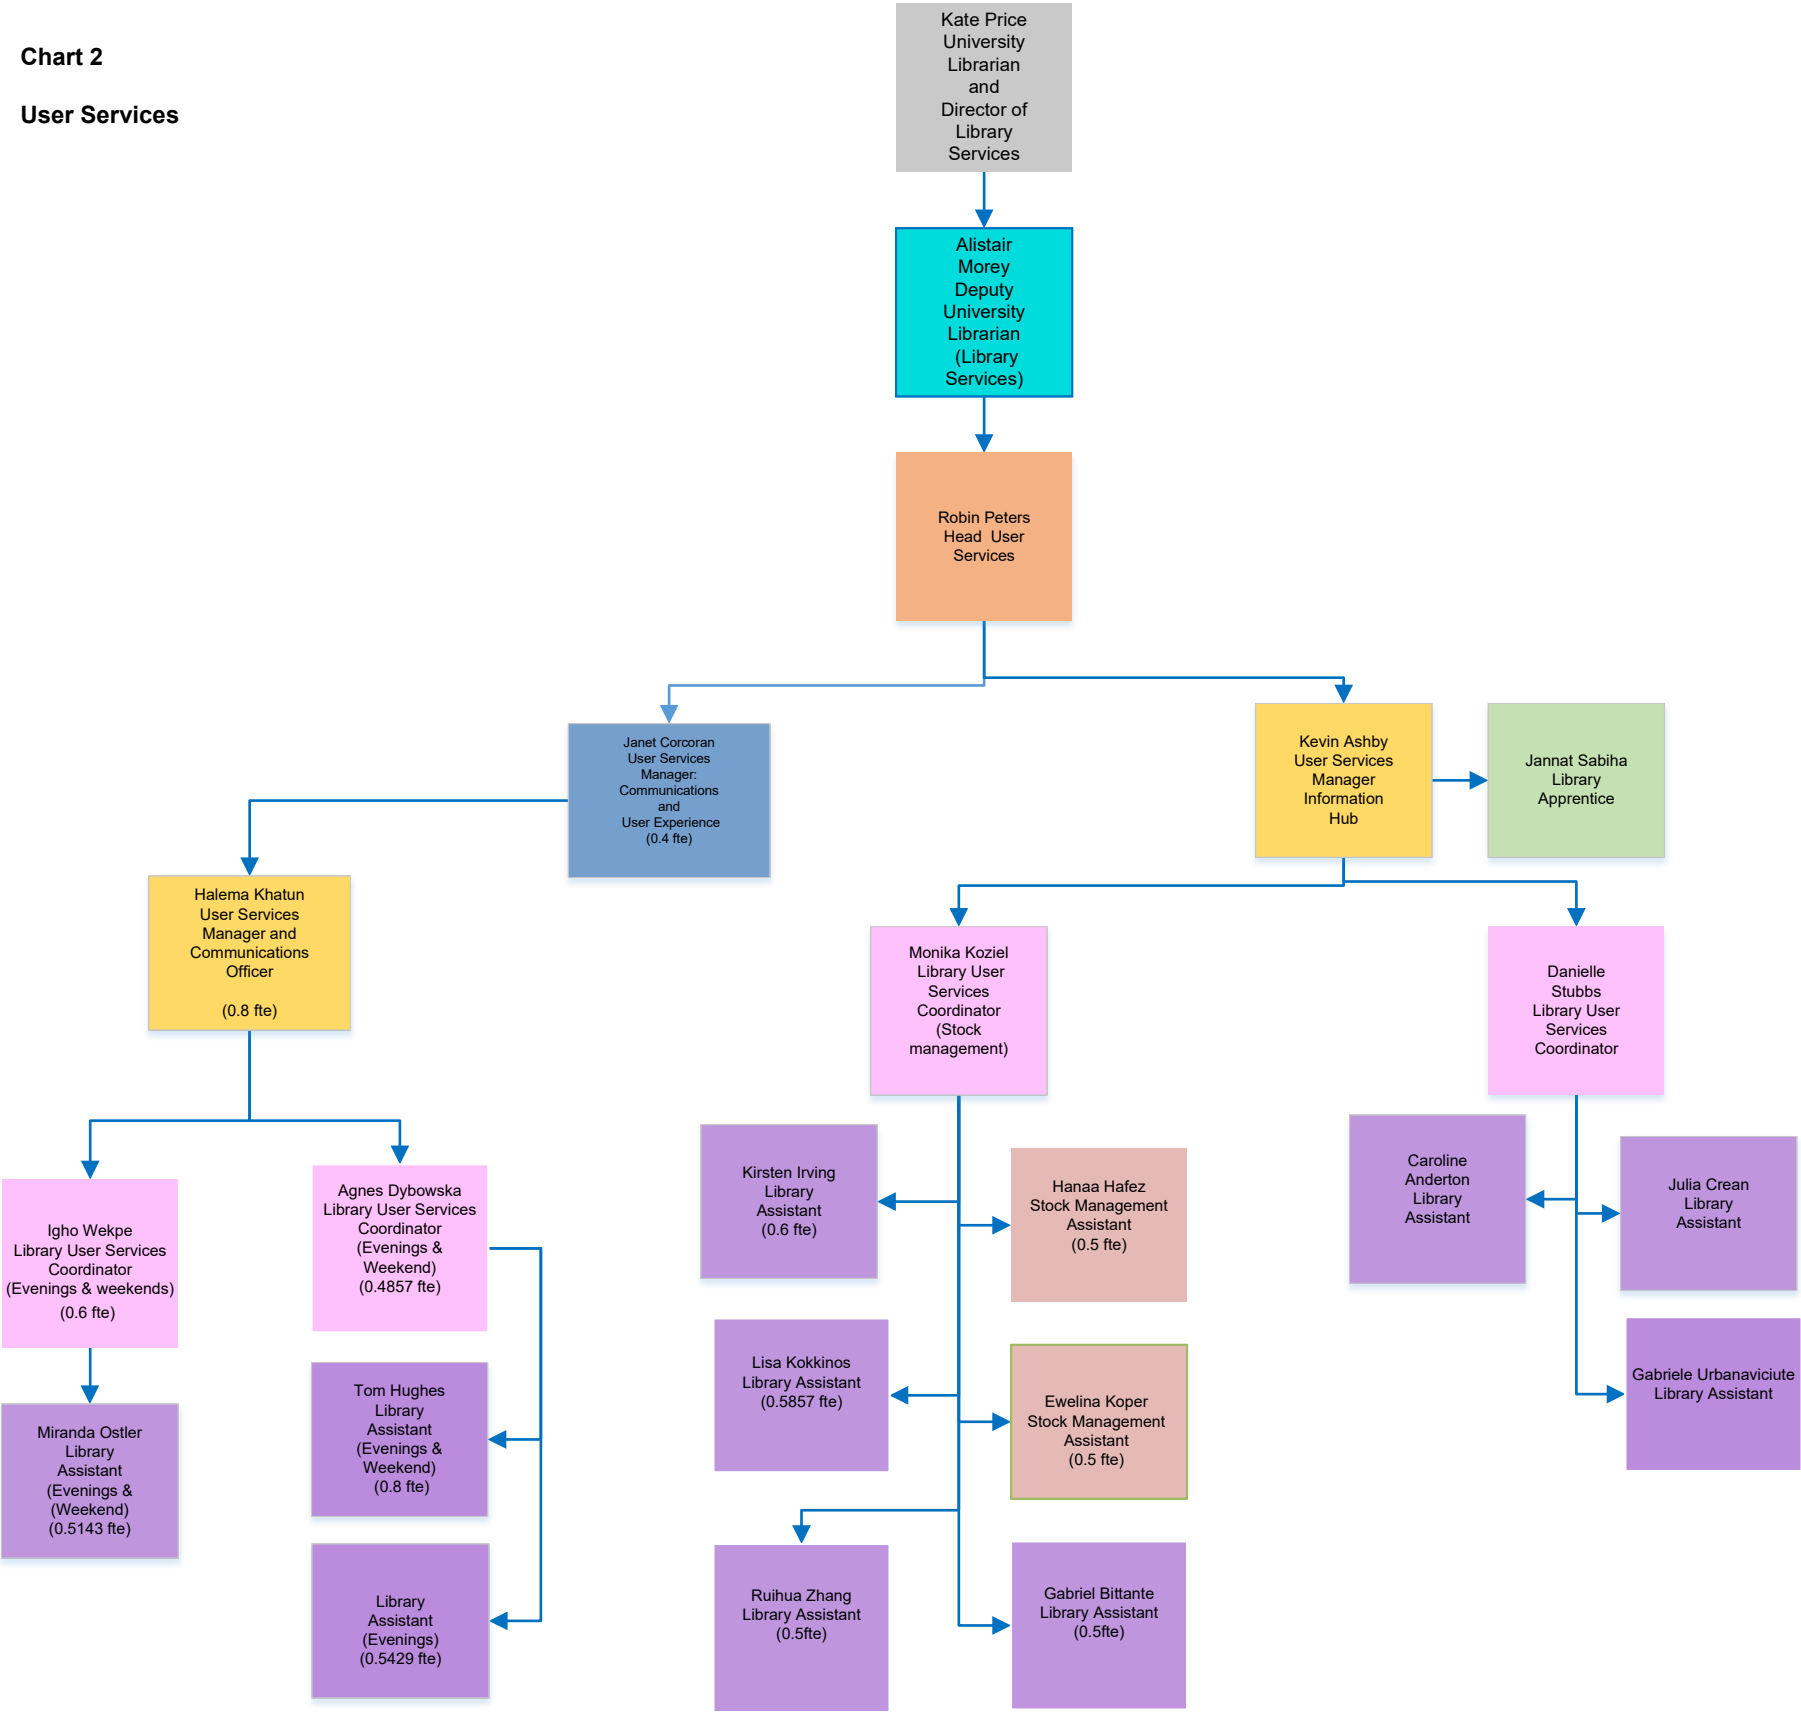 Chart 2
User Services
Kate Price
University
Librarian
and
Director of
Library
Services
Alistair
Morey
Deputy
University
Librarian
(Library
Services)
Robin Peters
Head  User
Services
Janet Corcoran
User Services
Manager:
Communications
and
User Experience
(0.4 fte)
Kevin Ashby
User Services
Manager
Information
Hub
Jannat Sabiha
Library
Apprentice
Halema Khatun
User Services
Manager and
Communications
Officer
(0.8 fte)
Monika Koziel
Library User
Services
Coordinator
(Stock
management)
Danielle
Stubbs
Library User
Services
Coordinator
Igho Wekpe
Library User Services
Coordinator
(Evenings & weekends)
(0.6 fte)
Agnes Dybowska
Library User Services
Coordinator
(Evenings &
Weekend)
(0.4857 fte)
Kirsten Irving
Library
Assistant
(0.6 fte)
Hanaa Hafez
Stock Management
Assistant
(0.5 fte)
Caroline
Anderton
Library
Assistant
Julia Crean
Library
Assistant
Miranda Ostler
Library
Assistant
(Evenings &
(Weekend)
(0.5143 fte)
Tom Hughes
Library
Assistant
(Evenings &
Weekend)
(0.8 fte)
Lisa Kokkinos
Library Assistant
(0.5857 fte)
Ewelina Koper
Stock Management
Assistant
(0.5 fte)
Gabriele Urbanaviciute
Library Assistant
Library
Assistant
(Evenings)
(0.5429 fte)
Ruihua Zhang
Library Assistant
(0.5fte)
Gabriel Bittante
Library Assistant
(0.5fte)